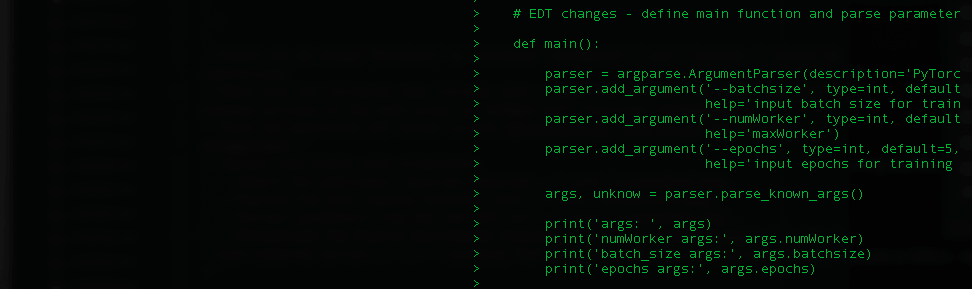 > # EDT changes - define main function and parse parameter
>
> def main():
>
> parser = argparse.ArgumentParser(description='PyTorc
> parser.add_argument('--batchsize', type=int, default
> help='input batch size for train
> parser.add_argument('--numWorker', type=int, default
> help='maxWorker')
> parser.add_argument('--epochs', type=int, default=5,
> help='input epochs for training
>
> args, unknow = parser.parse_known_args()
>
> print('args: ', args)
> print('numWorker args:', args.numWorker)
> print('batch_size args:', args.batchsize)
> print('epochs args:', args.epochs)
>